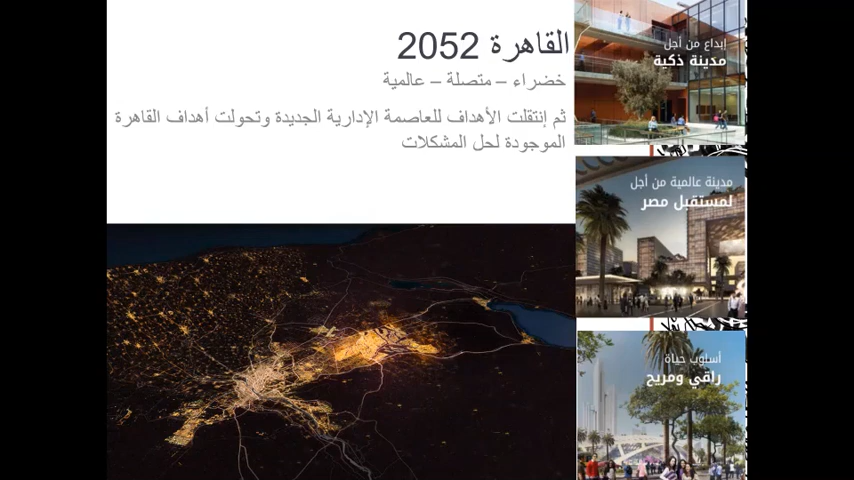 القاهرة 2052
خضراء – متصلة – عالمية
ثم إنتقلت الأهداف للعاصمة الإدارية الجديدة وتحولت أهداف القاهرة
الموجودة لحل المشكلات
إبداع من أجل
مدينة ذكية
مدينة عالمية من أجل
لمستقبل مصر
أسلوب حياة
راقي ومريح